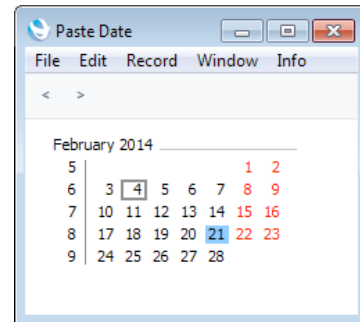 Paste Date
File Edit Record Window Info
< >
February 2014
5 1 2
6 3 4 5 6 7 8 9
7 10 11 12 13 14 15 16
8 17 18 19 20 21 22 23
9 24 25 26 27 28